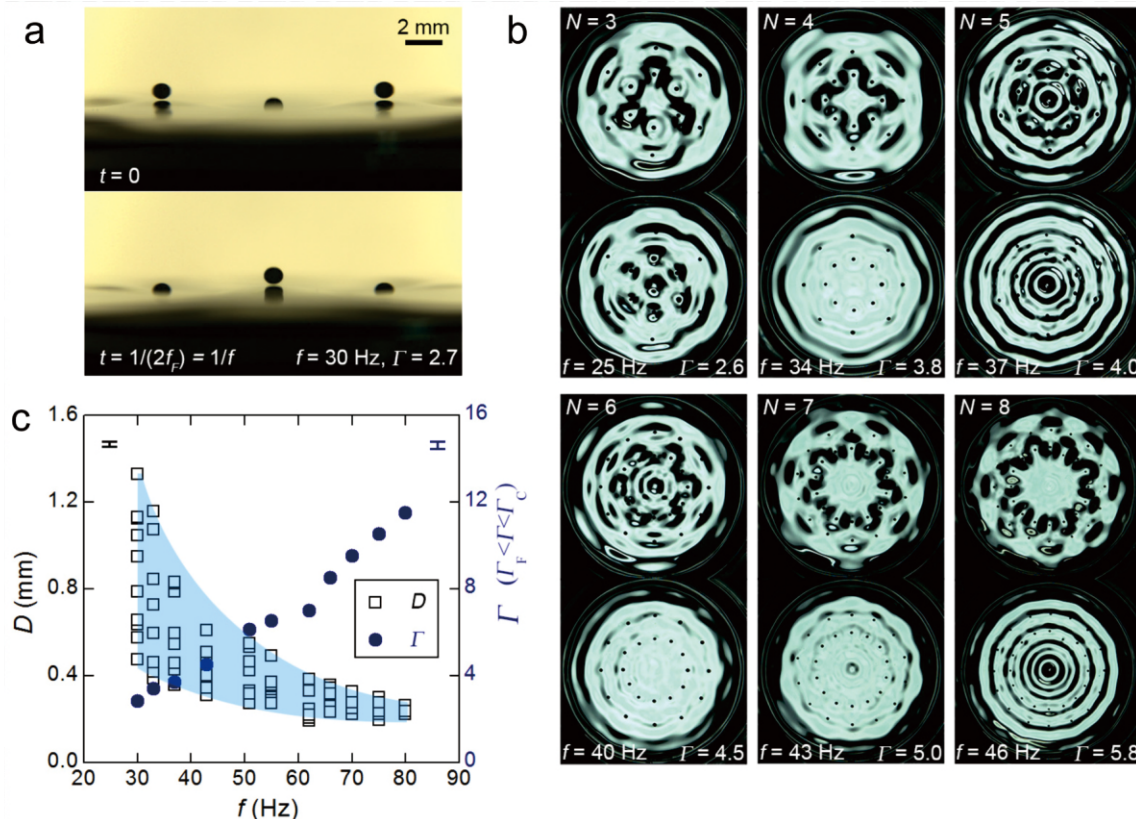 a
2 mm
t = 0
t = 1/(2f_F) = 1/f
f = 30 Hz, Γ = 2.7
b
N = 3
N = 4
N = 5
f = 25 Hz
Γ = 2.6
f = 34 Hz
Γ = 3.8
f = 37 Hz
Γ = 4.0
N = 6
N = 7
N = 8
f = 40 Hz
Γ = 4.5
f = 43 Hz
Γ = 5.0
f = 46 Hz
Γ = 5.8
c
1.6
1.2
0.8
0.4
0.0
D (mm)
D
Γ
16
12
8
4
0
Γ (Γ_F<Γ<Γ_C)
20 30 40 50 60 70 80 90
f (Hz)